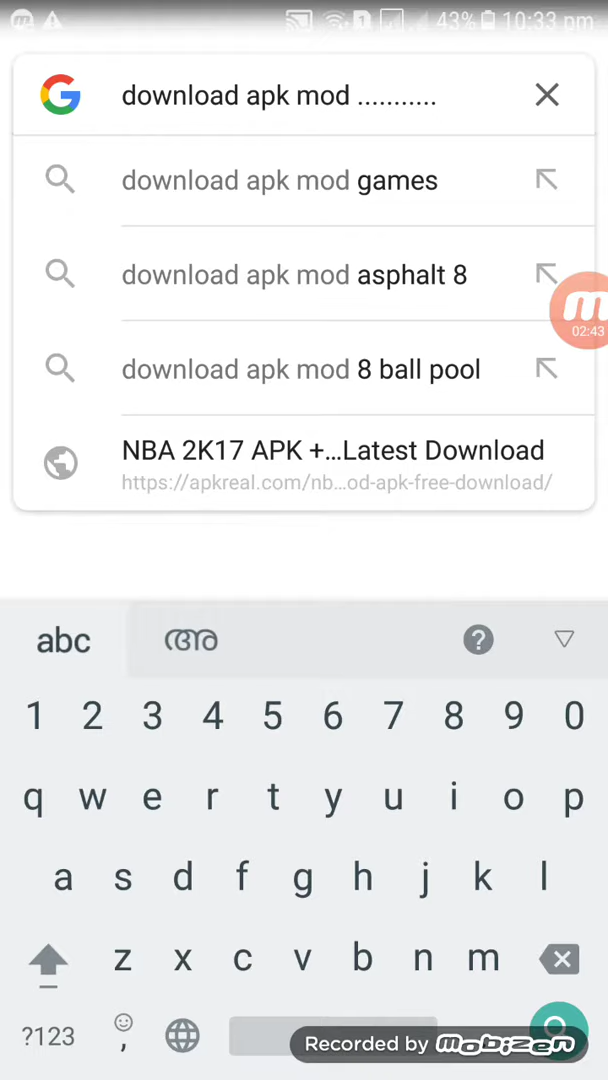 43% 10:33 pm
download apk mod ...........
download apk mod games
download apk mod asphalt 8
02:43
download apk mod 8 ball pool
NBA 2K17 APK +...Latest Download
https://apkreal.com/nb...od-apk-free-download/
abc അ ?
1 2 3 4 5 6 7 8 9 0
q w e r t y u i o p
a s d f g h j k l
z x c v b n m
?123 ,
Recorded by mobizen